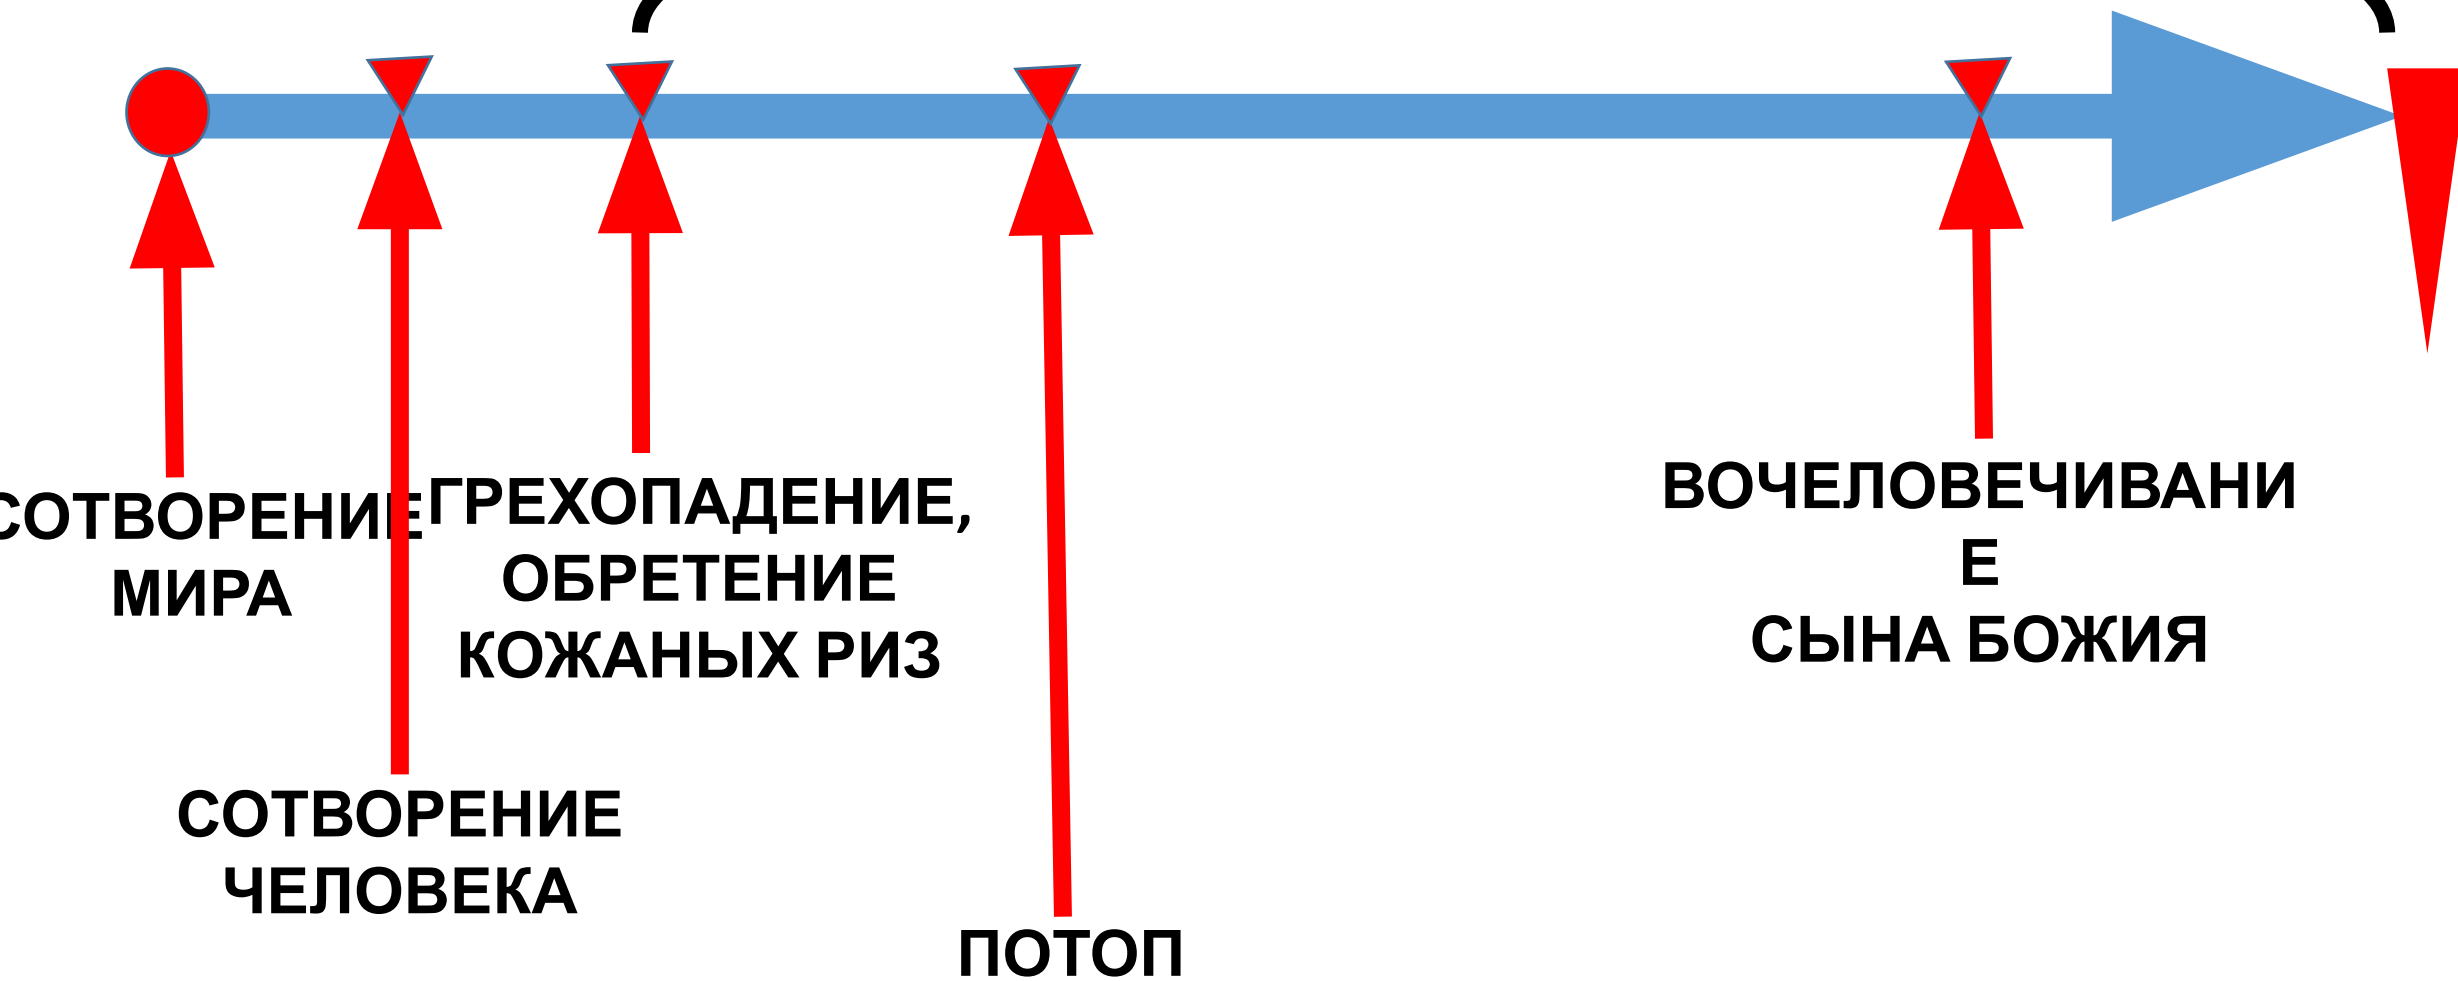 СОТВОРЕНИЕ
МИРА
ГРЕХОПАДЕНИЕ,
ОБРЕТЕНИЕ
КОЖАНЫХ РИЗ
ВОЧЕЛОВЕЧИВАНИ
Е
СЫНА БОЖИЯ
СОТВОРЕНИЕ
ЧЕЛОВЕКА
ПОТОП